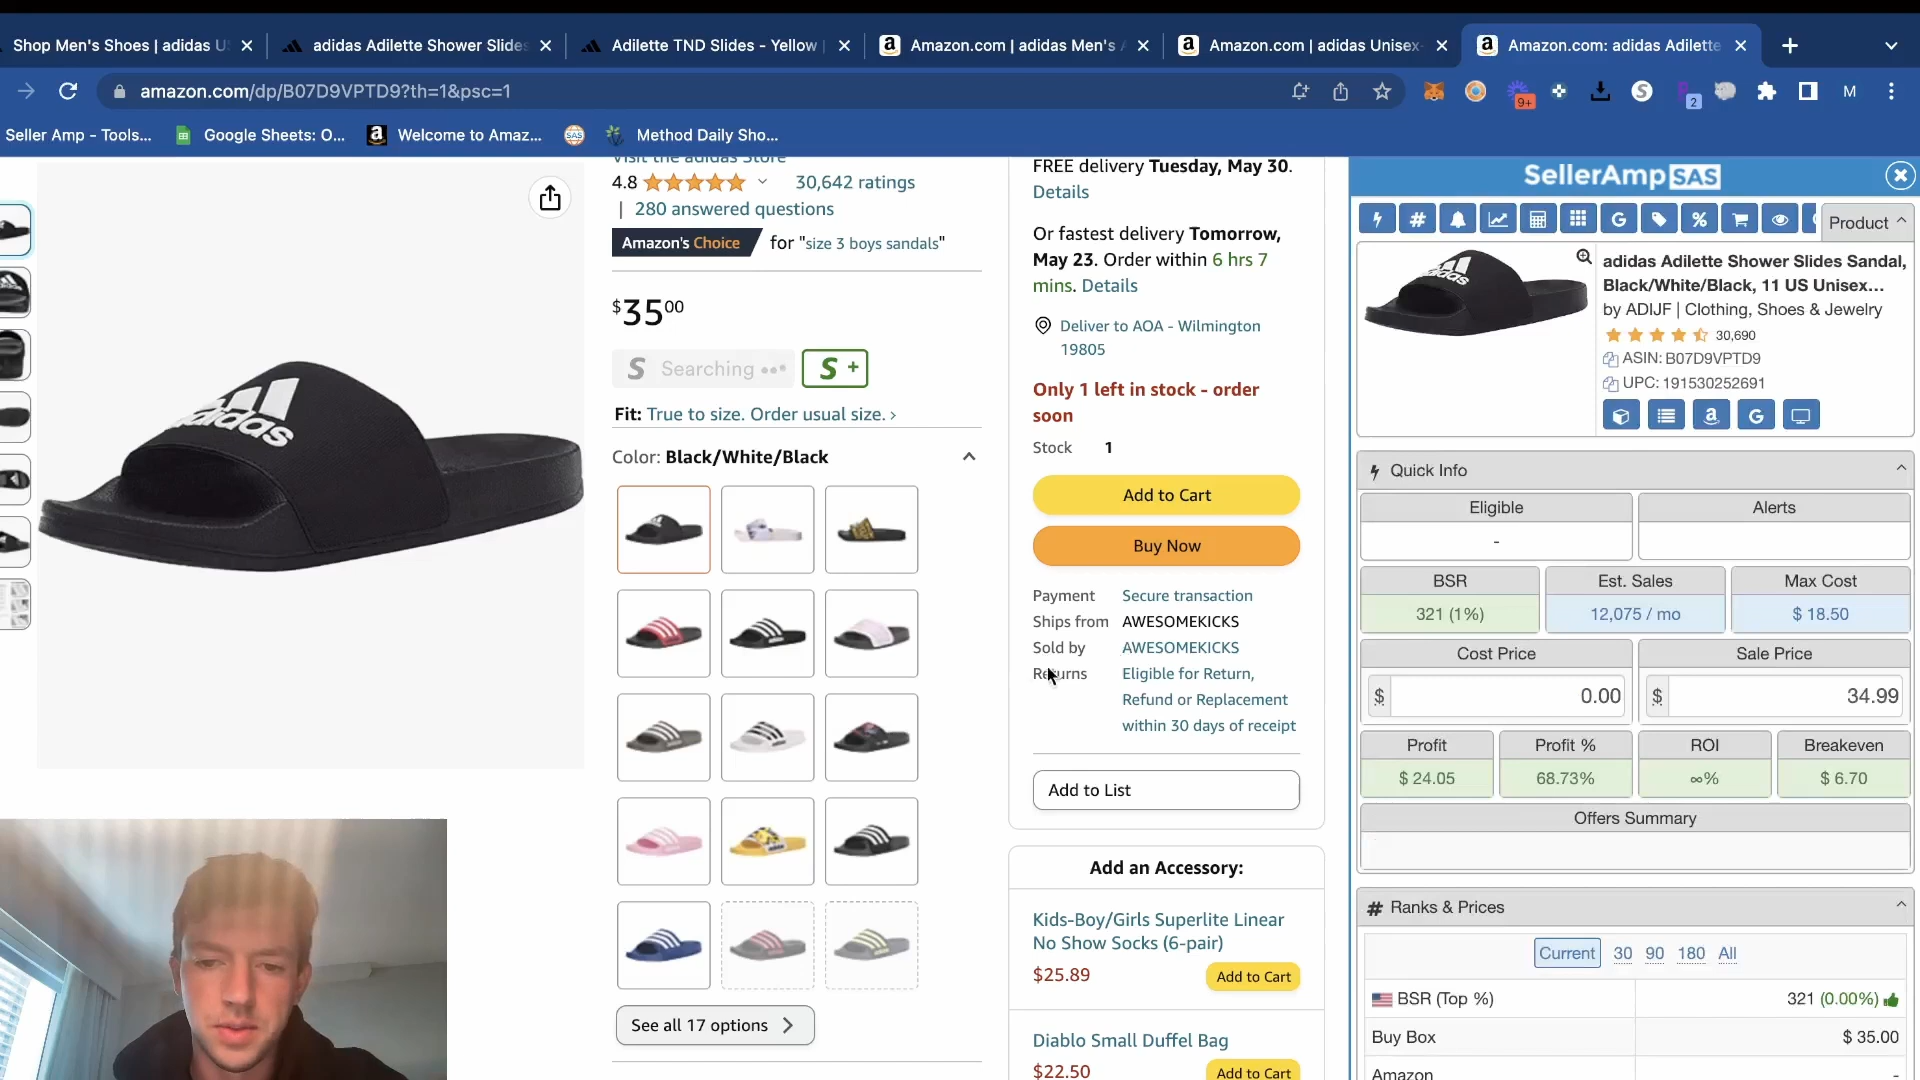 Shop Men's Shoes | adidas U
adidas Adilette Shower Slides
Adilette TND Slides - Yellow |
Amazon.com | adidas Men's A
Amazon.com | adidas Unisex-
Amazon.com: adidas Adilette
amazon.com/dp/B07D9VPTD9?th=1&psc=1
9+
2
M
Seller Amp - Tools...
Google Sheets: O...
Welcome to Amaz...
SAS
Method Daily Sho...
Visit the adidas Store
4.8
30,642 ratings
| 280 answered questions
Amazon's Choice for "size 3 boys sandals"
$3500
Searching •••
S +
Fit: True to size. Order usual size. ›
Color: Black/White/Black
See all 17 options
adidas
FREE delivery Tuesday, May 30.
Details
Or fastest delivery Tomorrow,
May 23. Order within 6 hrs 7
mins. Details
Deliver to AOA - Wilmington
19805
Only 1 left in stock - order
soon
Stock 1
Add to Cart
Buy Now
Payment Secure transaction
Ships from AWESOMEKICKS
Sold by AWESOMEKICKS
Returns Eligible for Return,
Refund or Replacement
within 30 days of receipt
Add to List
Add an Accessory:
Kids-Boy/Girls Superlite Linear
No Show Socks (6-pair)
$25.89
Add to Cart
Diablo Small Duffel Bag
$22.50
Add to Cart
SellerAmp SAS
Product
adidas Adilette Shower Slides Sandal,
Black/White/Black, 11 US Unisex...
by ADIJF | Clothing, Shoes & Jewelry
30,690
ASIN: B07D9VPTD9
UPC: 191530252691
adidas
Quick Info
Eligible
Alerts
-
BSR
Est. Sales
Max Cost
321 (1%)
12,075 / mo
$ 18.50
Cost Price
Sale Price
$ 0.00
$ 34.99
Profit
Profit %
ROI
Breakeven
$ 24.05
68.73%
∞%
$ 6.70
Offers Summary
# Ranks & Prices
Current 30 90 180 All
BSR (Top %) 321 (0.00%)
Buy Box $ 35.00
Amazon -